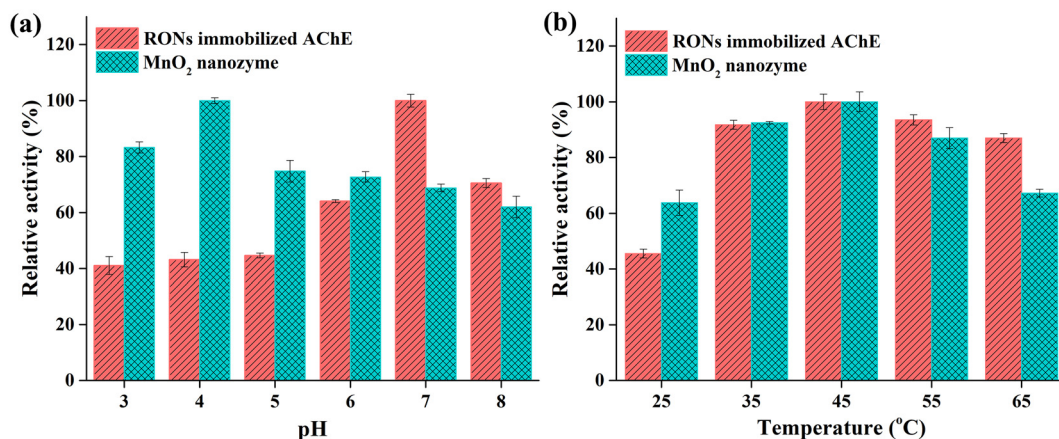 (a)
RONs immobilized AChE
MnO₂ nanozyme
Relative activity (%)
120
100
80
60
40
20
0
3 4 5 6 7 8
pH
(b)
RONs immobilized AChE
MnO₂ nanozyme
Relative activity (%)
120
100
80
60
40
20
0
25 35 45 55 65
Temperature (°C)